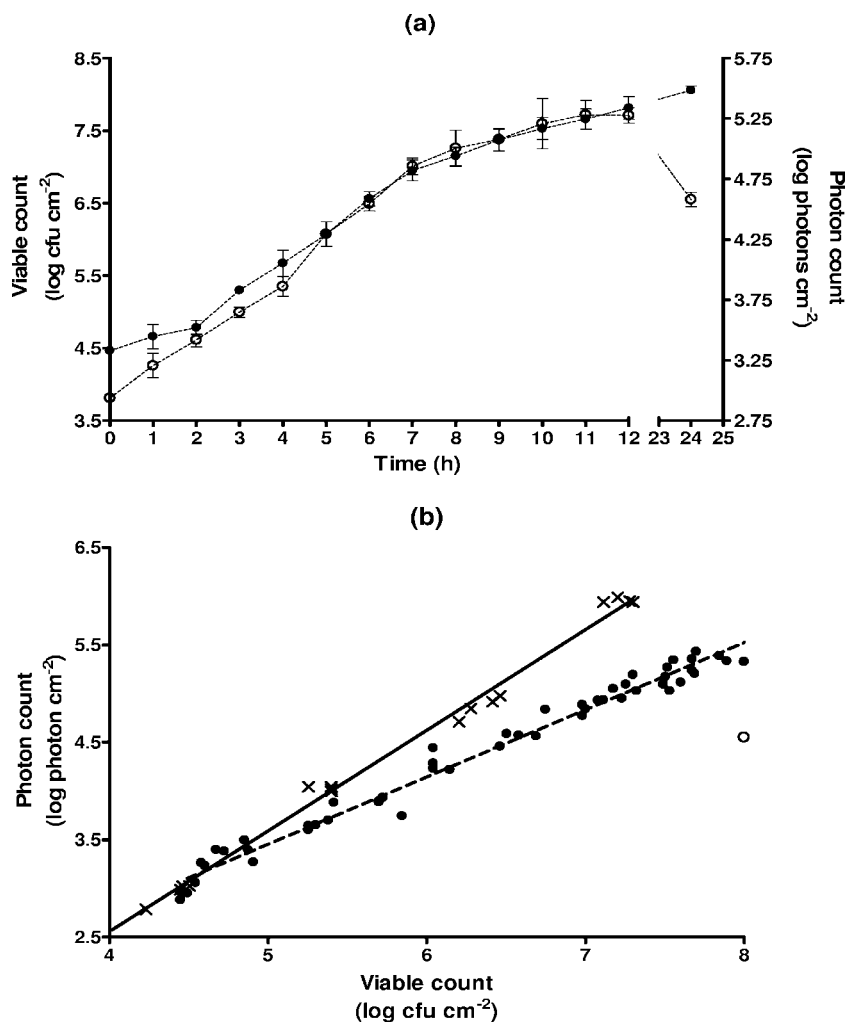 (a)
8.5
7.5
6.5
5.5
4.5
3.5
Viable count
(log cfu cm⁻²)
5.75
5.25
4.75
4.25
3.75
3.25
2.75
Photon count
(log photons cm⁻²)
0 1 2 3 4 5 6 7 8 9 10 11 12 23 24 25
Time (h)
(b)
6.5
5.5
4.5
3.5
2.5
Photon count
(log photon cm⁻²)
4 5 6 7 8
Viable count
(log cfu cm⁻²)